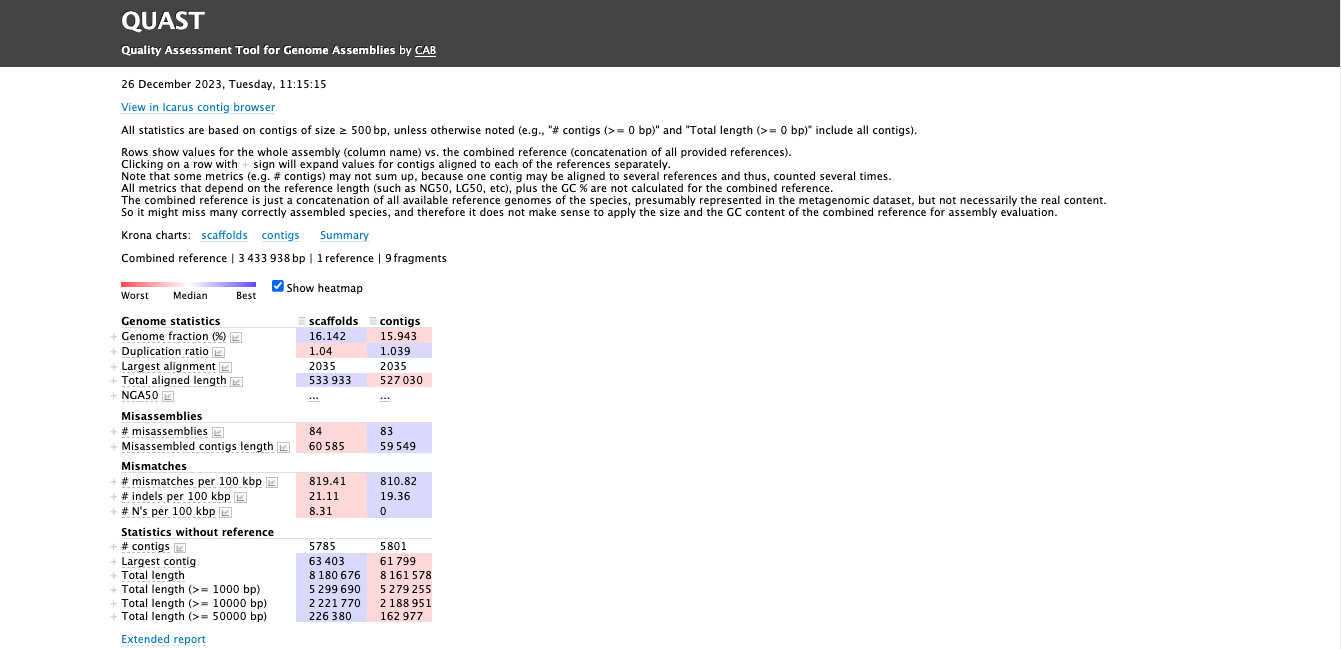 QUAST
Quality Assessment Tool for Genome Assemblies by CAB
26 December 2023, Tuesday, 11:15:15
View in Icarus contig browser
All statistics are based on contigs of size ≥ 500 bp, unless otherwise noted (e.g., "# contigs (>= 0 bp)" and "Total length (>= 0 bp)" include all contigs).
Rows show values for the whole assembly (column name) vs. the combined reference (concatenation of all provided references).
Clicking on a row with + sign will expand values for contigs aligned to each of the references separately.
Note that some metrics (e.g. # contigs) may not sum up, because one contig may be aligned to several references and thus, counted several times.
All metrics that depend on the reference length (such as NG50, LG50, etc), plus the GC % are not calculated for the combined reference.
The combined reference is just a concatenation of all available reference genomes of the species, presumably represented in the metagenomic dataset, but not necessarily the real content.
So it might miss many correctly assembled species, and therefore it does not make sense to apply the size and the GC content of the combined reference for assembly evaluation.
Krona charts: scaffolds contigs Summary
Combined reference | 3 433 938 bp | 1 reference | 9 fragments
Worst Median Best Show heatmap
Genome statistics scaffolds contigs
+ Genome fraction (%) 16.142 15.943
+ Duplication ratio 1.04 1.039
+ Largest alignment 2035 2035
+ Total aligned length 533 933 527 030
+ NGA50 ... ...
Misassemblies
+ # misassemblies 84 83
+ Misassembled contigs length 60 585 59 549
Mismatches
+ # mismatches per 100 kbp 819.41 810.82
+ # indels per 100 kbp 21.11 19.36
+ # N's per 100 kbp 8.31 0
Statistics without reference
+ # contigs 5785 5801
+ Largest contig 63 403 61 799
+ Total length 8 180 676 8 161 578
+ Total length (>= 1000 bp) 5 299 690 5 279 255
+ Total length (>= 10000 bp) 2 221 770 2 188 951
+ Total length (>= 50000 bp) 226 380 162 977
Extended report